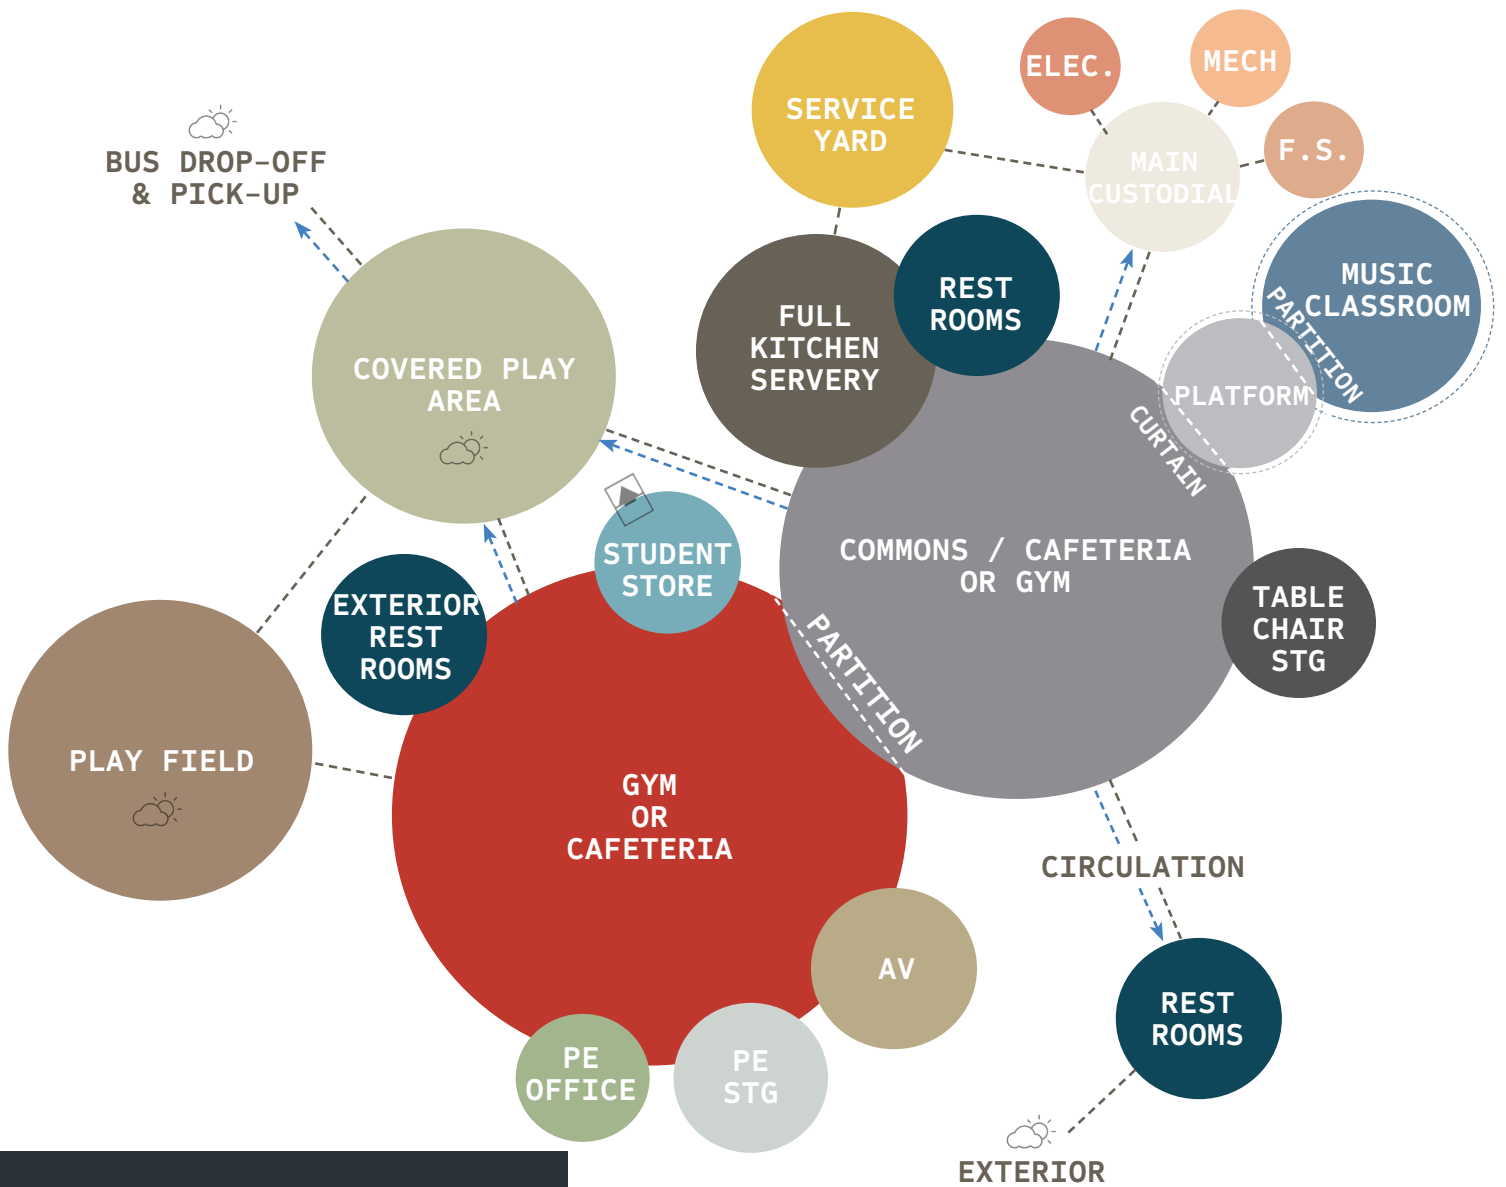 ELEC.
MECH
SERVICE
YARD
F.S.
MAIN
CUSTODIAL
BUS DROP-OFF
& PICK-UP
MUSIC
CLASSROOM
PARTITION
REST
ROOMS
FULL
KITCHEN
SERVERY
COVERED PLAY
AREA
PLATFORM
CURTAIN
STUDENT
STORE
COMMONS / CAFETERIA
OR GYM
EXTERIOR
REST
ROOMS
TABLE
CHAIR
STG
PARTITION
PLAY FIELD
GYM
OR
CAFETERIA
CIRCULATION
AV
REST
ROOMS
PE
OFFICE
PE
STG
EXTERIOR